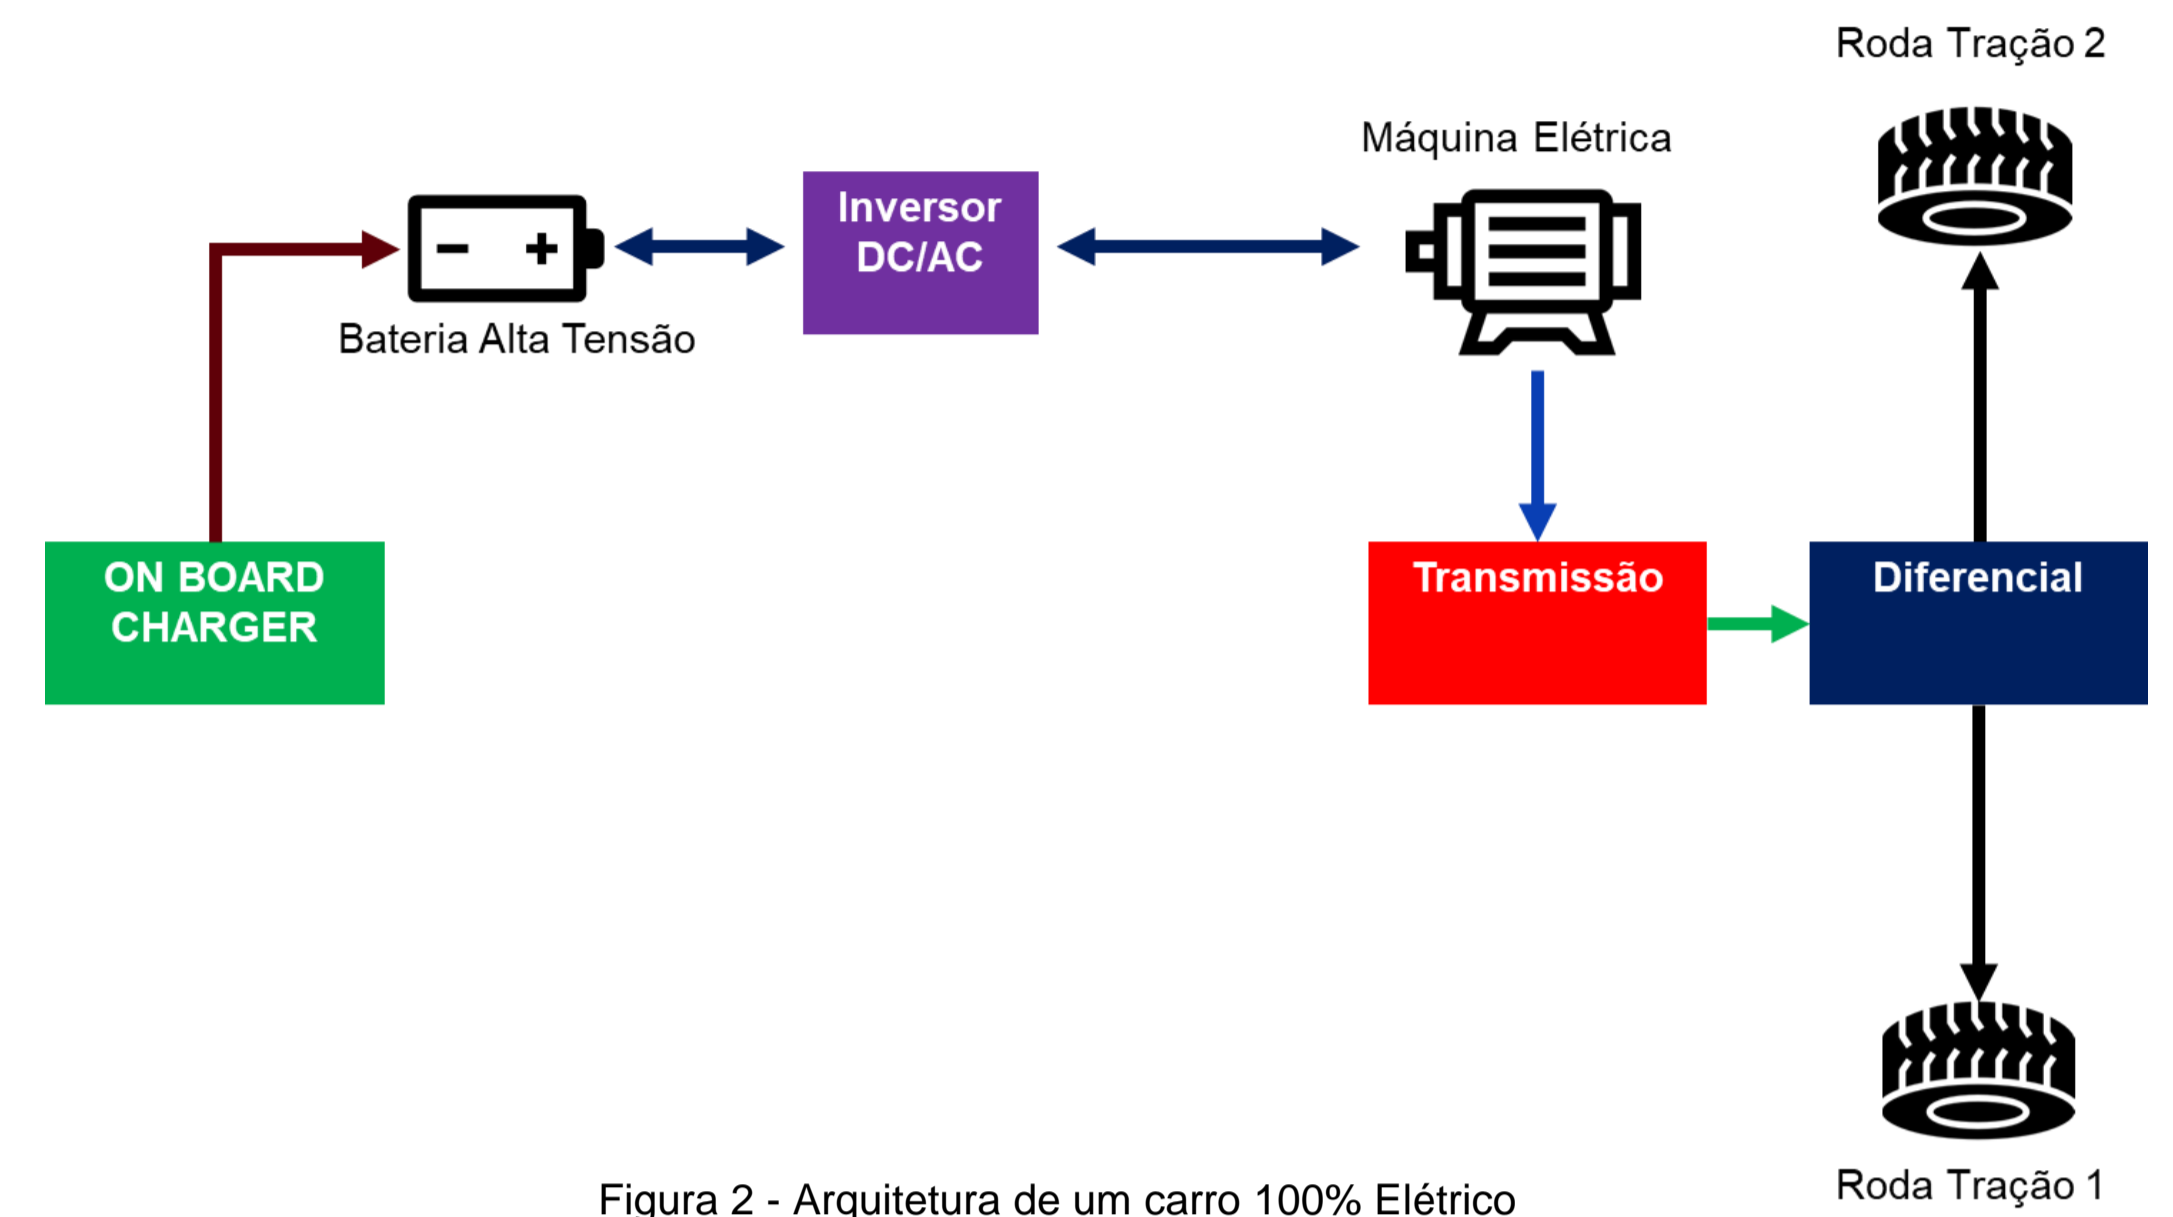 Roda Tração 2
Máquina Elétrica
Inversor
DC/AC
Bateria Alta Tensão
ON BOARD
CHARGER
Transmissão
Diferencial
Roda Tração 1
Figura 2 - Arquitetura de um carro 100% Elétrico